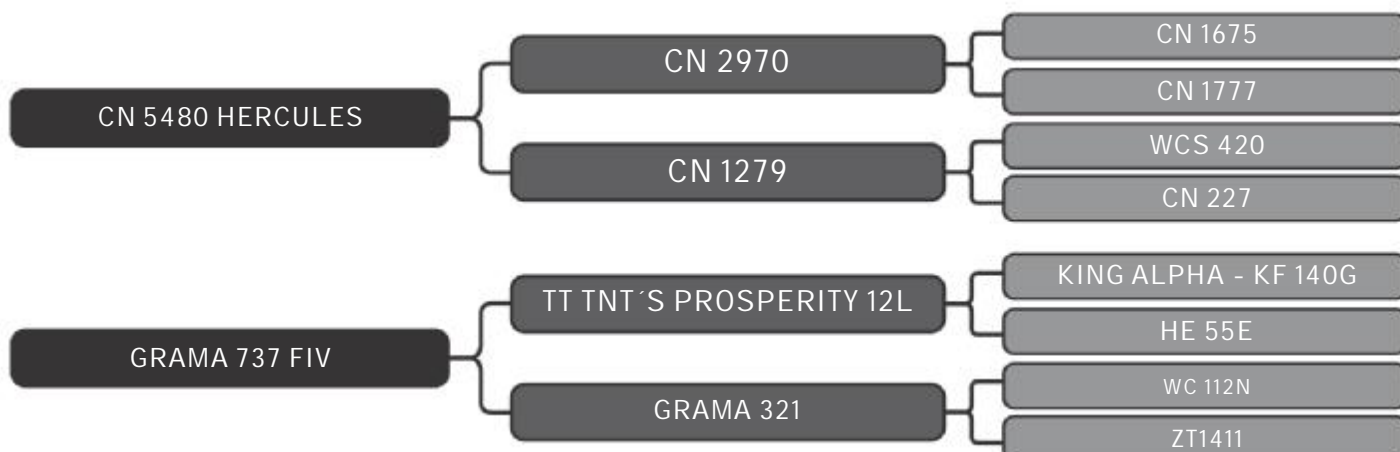 CN 5480 HERCULES
CN 2970
CN 1675
CN 1777
CN 1279
WCS 420
CN 227
GRAMA 737 FIV
TT TNT´S PROSPERITY 12L
KING ALPHA - KF 140G
HE 55E
GRAMA 321
WC 112N
ZT1411